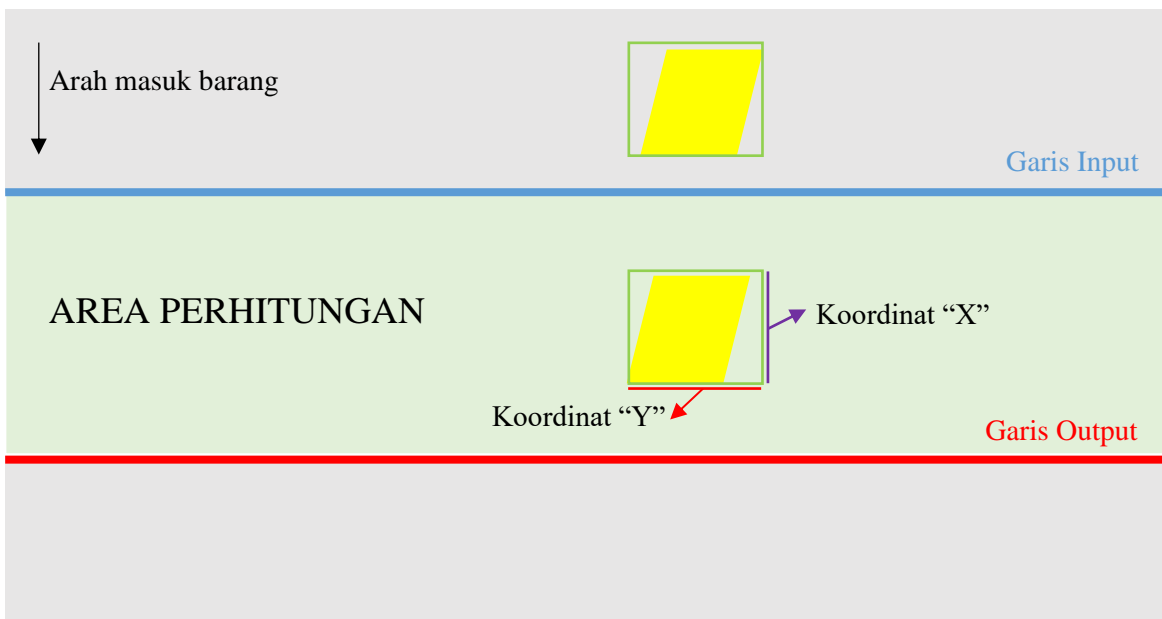 Arah masuk barang
Garis Input
AREA PERHITUNGAN
Koordinat “X”
Koordinat “Y”
Garis Output